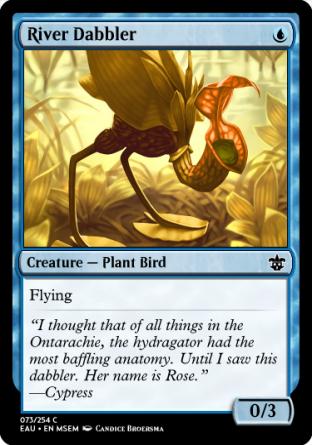 River Dabbler
Creature — Plant Bird
Flying
“I thought that of all things in the
Ontarachie, the hydragator had the
most baffling anatomy. Until I saw this
dabbler. Her name is Rose.”
—Cypress
073/254 C
EAU • EN MSEM Candice Broersma
0/3